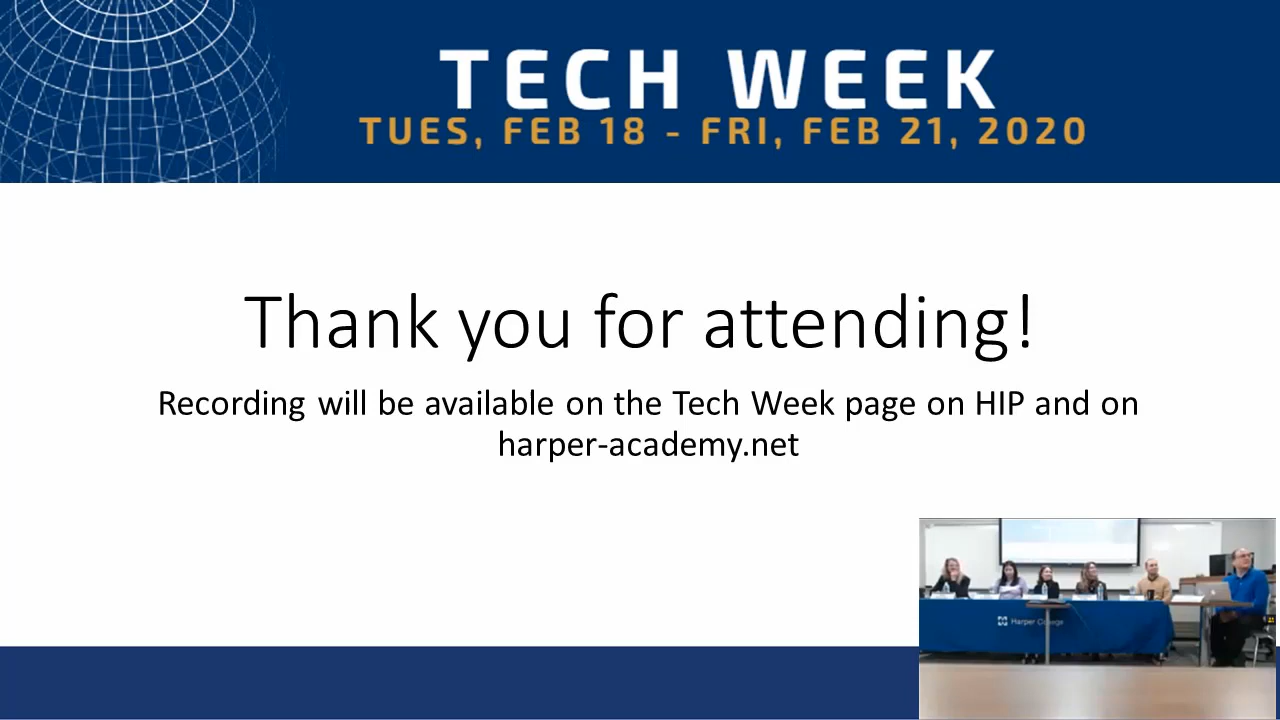 TECH WEEK
TUES, FEB 18 - FRI, FEB 21, 2020
Thank you for attending!
Recording will be available on the Tech Week page on HIP and on
harper-academy.net
Harper College